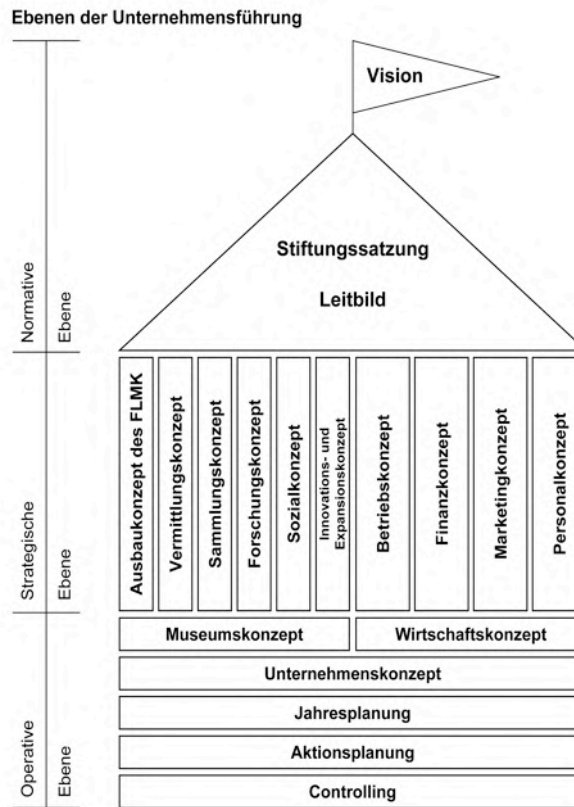 Ebenen der Unternehmensführung
Vision
Stiftungssatzung
Leitbild
Normative
Ebene
Ausbaukonzept des FLMK
Vermittlungskonzept
Sammlungskonzept
Forschungskonzept
Sozialkonzept
Innovations- und
Expansionskonzept
Betriebskonzept
Finanzkonzept
Marketingkonzept
Personalkonzept
Strategische
Ebene
Museumskonzept
Wirtschaftskonzept
Unternehmenskonzept
Jahresplanung
Aktionsplanung
Controlling
Operative
Ebene